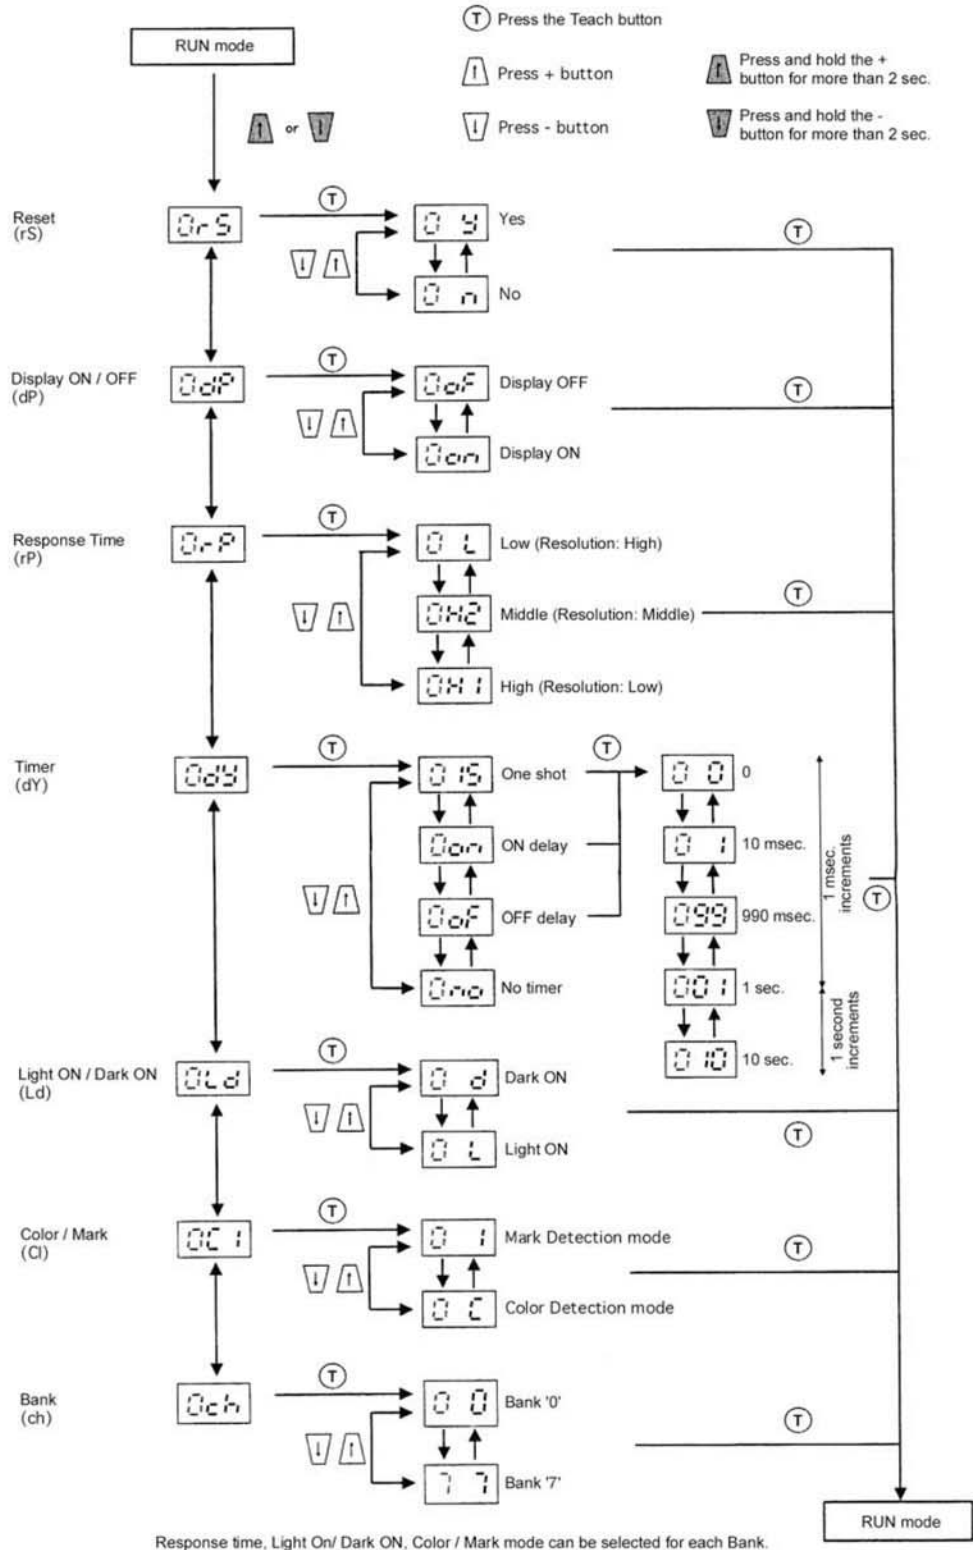 T Press the Teach button
RUN mode
Press + button
Press and hold the +
button for more than 2 sec.
or
Press - button
Press and hold the -
button for more than 2 sec.
Reset
(rS)
0rS
T
0 y
Yes
T
0 n
No
Display ON / OFF
(dP)
0dP
T
0oF
Display OFF
T
0on
Display ON
Response Time
(rP)
0rP
T
0 L
Low (Resolution: High)
0H2
Middle (Resolution: Middle)
T
0H1
High (Resolution: Low)
Timer
(dY)
0dY
T
01S
One shot
T
0 0
0
0on
ON delay
0 1
10 msec.
1 msec.
increments
0oF
OFF delay
099
990 msec.
T
0no
No timer
001
1 sec.
010
10 sec.
1 second
increments
Light ON / Dark ON
(Ld)
0Ld
T
0 d
Dark ON
T
0 L
Light ON
Color / Mark
(Cl)
0C1
T
0 1
Mark Detection mode
T
0 C
Color Detection mode
Bank
(ch)
0ch
T
0 0
Bank '0'
T
7 7
Bank '7'
RUN mode
Response time, Light On/ Dark ON, Color / Mark mode can be selected for each Bank.